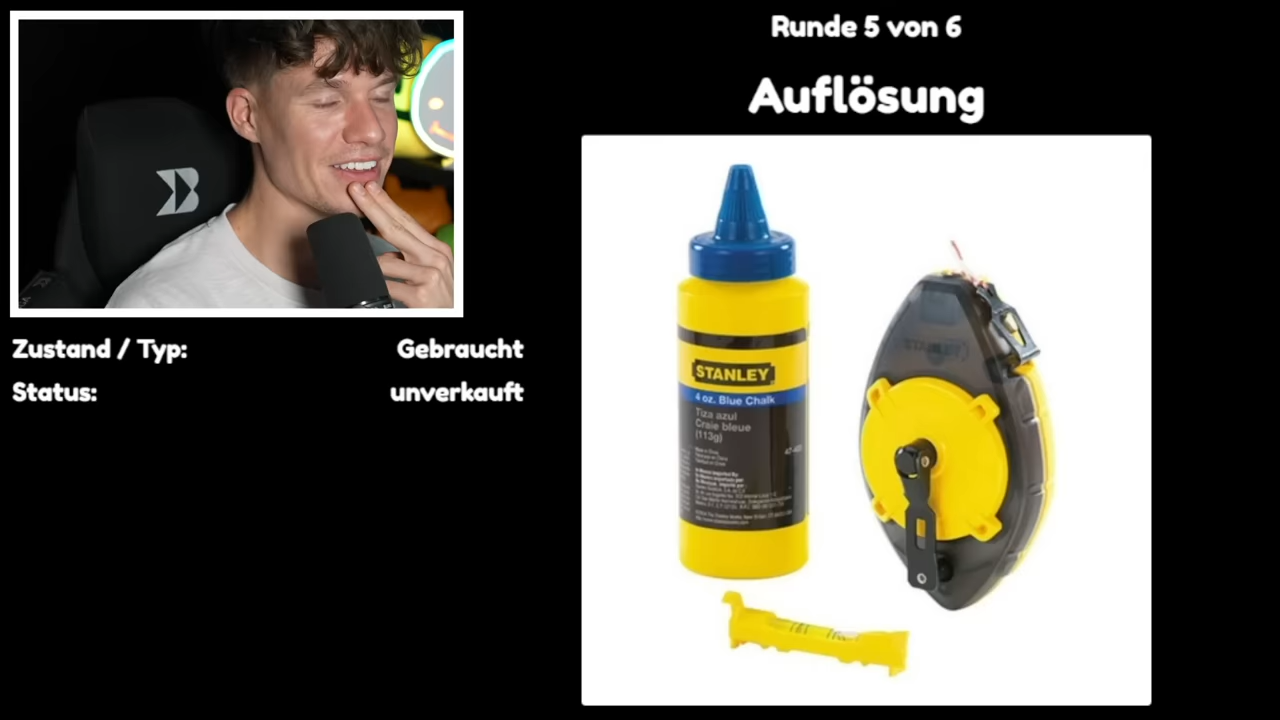 Runde 5 von 6
Auflösung
Zustand / Typ: Gebraucht
Status: unverkauft
STANLEY
4 oz. Blue Chalk
Tiza azul
Craie bleue
(113g)